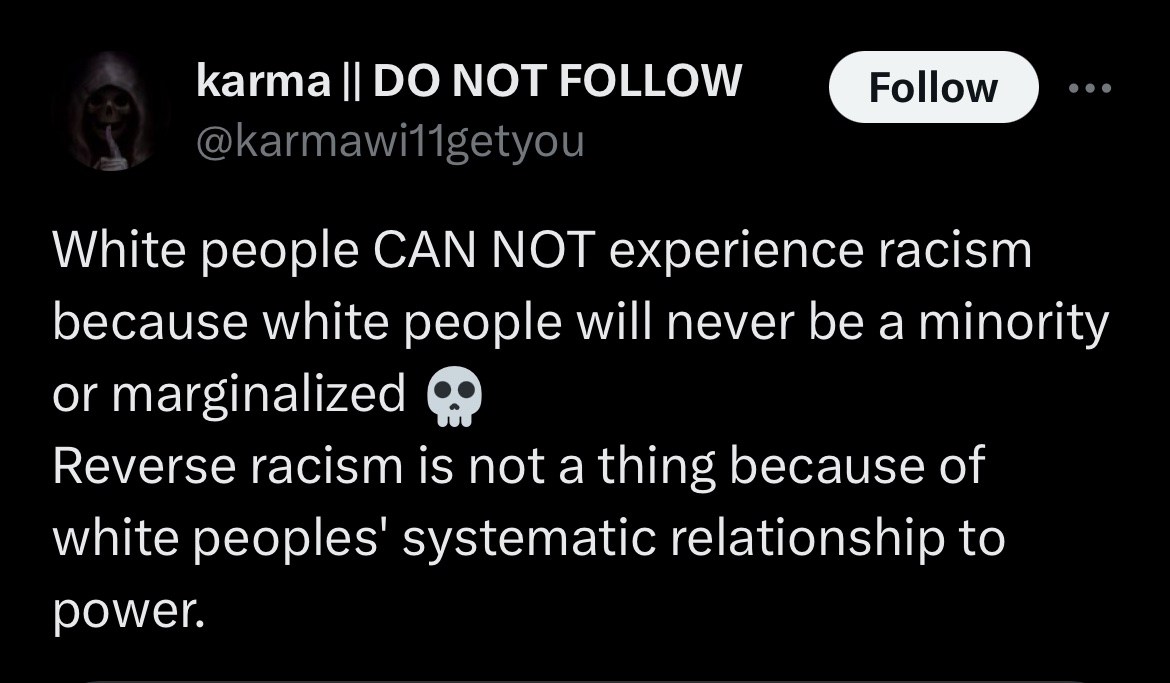 karma || DO NOT FOLLOW
Follow
@karmawi11getyou
White people CAN NOT experience racism
because white people will never be a minority
or marginalized 💀
Reverse racism is not a thing because of
white peoples' systematic relationship to
power.